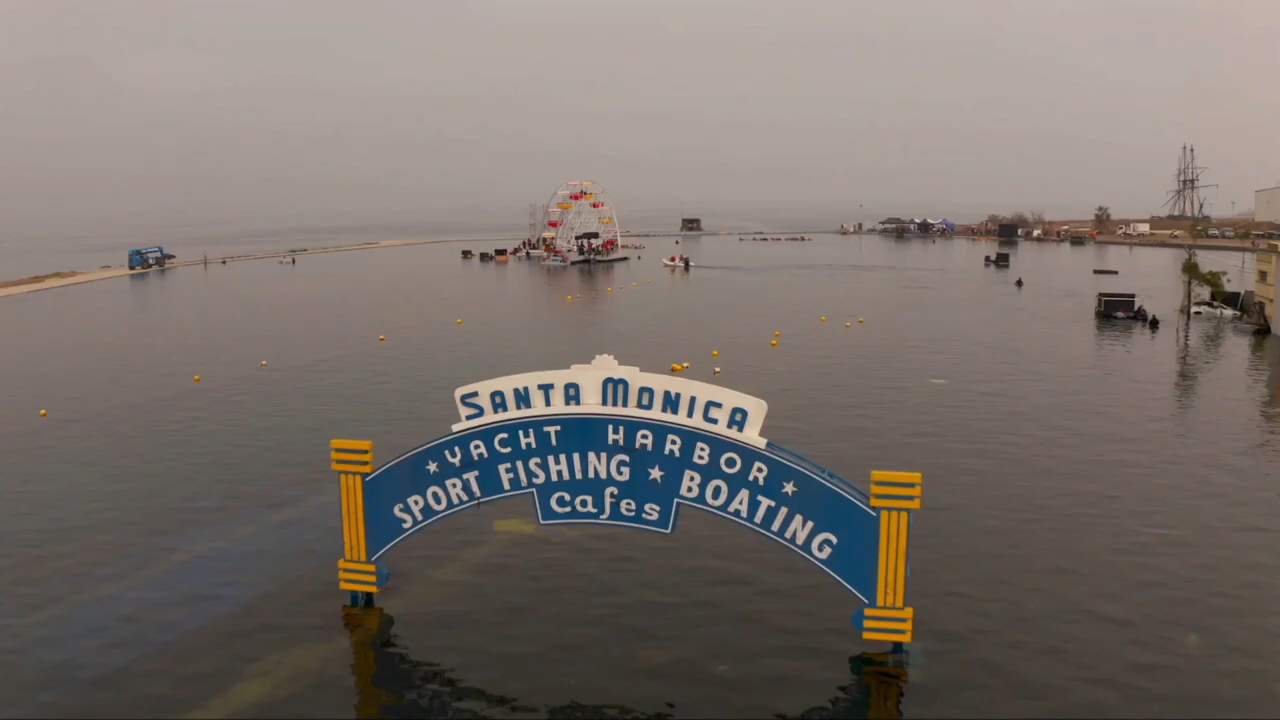 SANTA MONICA
★ YACHT HARBOR ★
SPORT FISHING ★ BOATING
Cafes